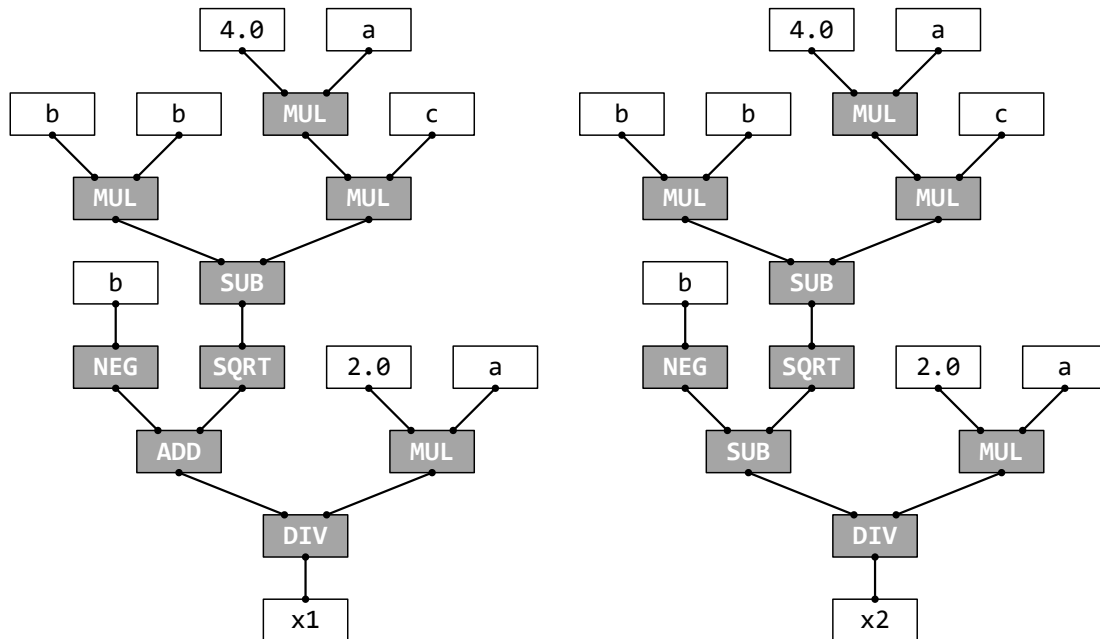 4.0 a 4.0 a
b b MUL c b b MUL c
MUL MUL MUL MUL
b SUB b SUB
NEG SQRT 2.0 a NEG SQRT 2.0 a
ADD MUL SUB MUL
DIV DIV
x1 x2